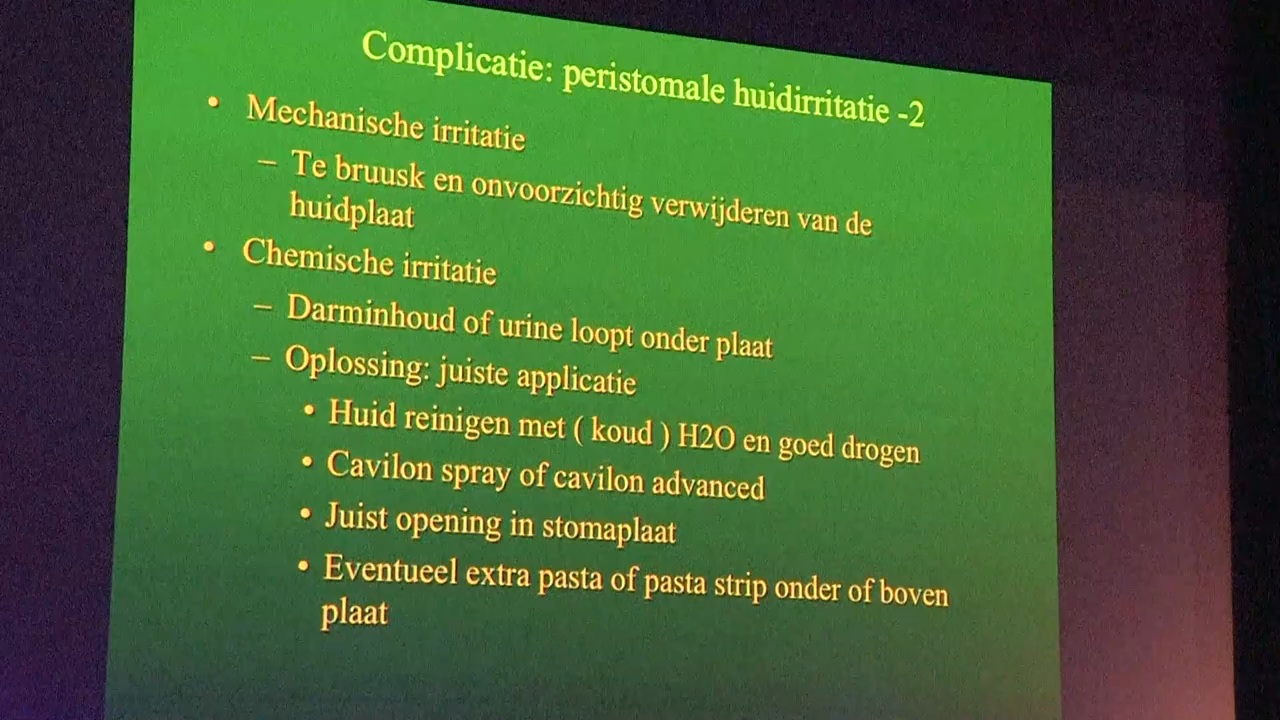 Complicatie: peristomale huidirritatie -2
• Mechanische irritatie
– Te bruusk en onvoorzichtig verwijderen van de
huidplaat
• Chemische irritatie
– Darminhoud of urine loopt onder plaat
– Oplossing: juiste applicatie
• Huid reinigen met ( koud ) H2O en goed drogen
• Cavilon spray of cavilon advanced
• Juist opening in stomaplaat
• Eventueel extra pasta of pasta strip onder of boven
plaat